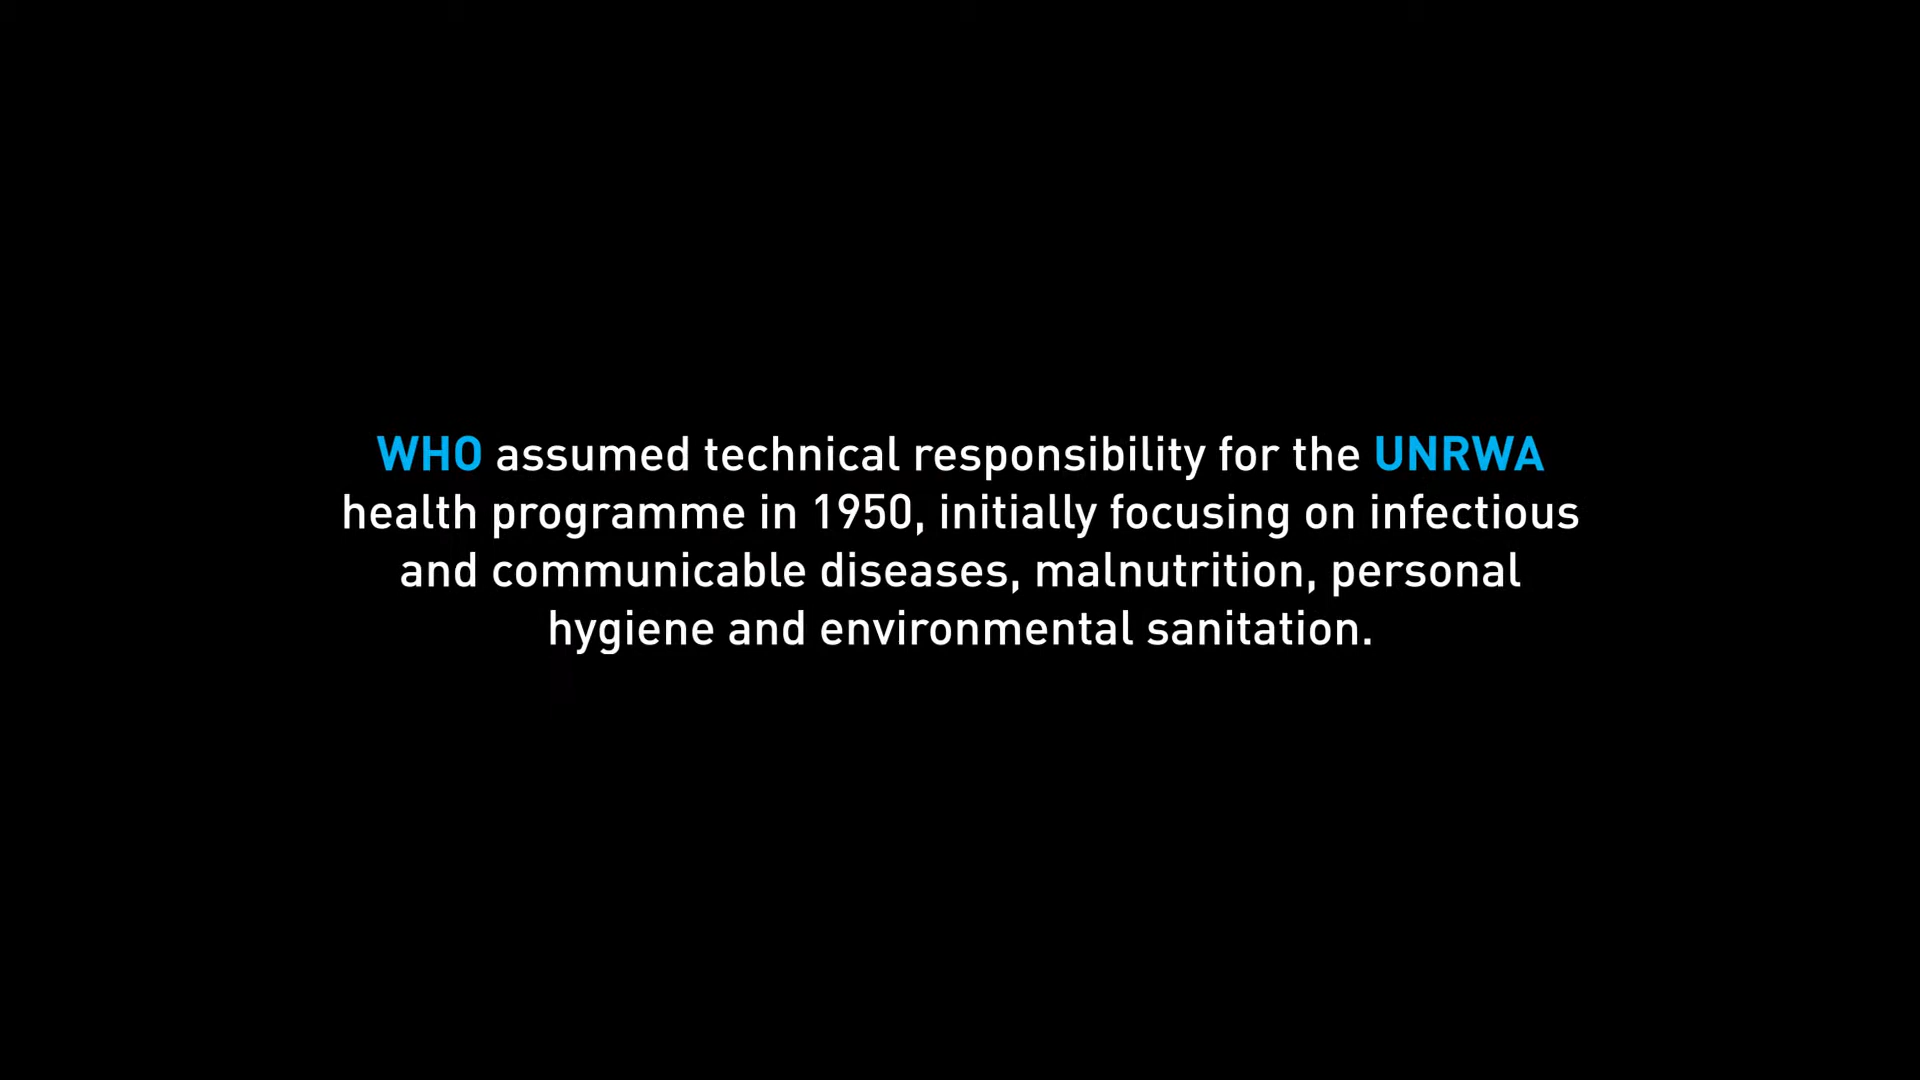 WHO assumed technical responsibility for the UNRWA
health programme in 1950, initially focusing on infectious
and communicable diseases, malnutrition, personal
hygiene and environmental sanitation.